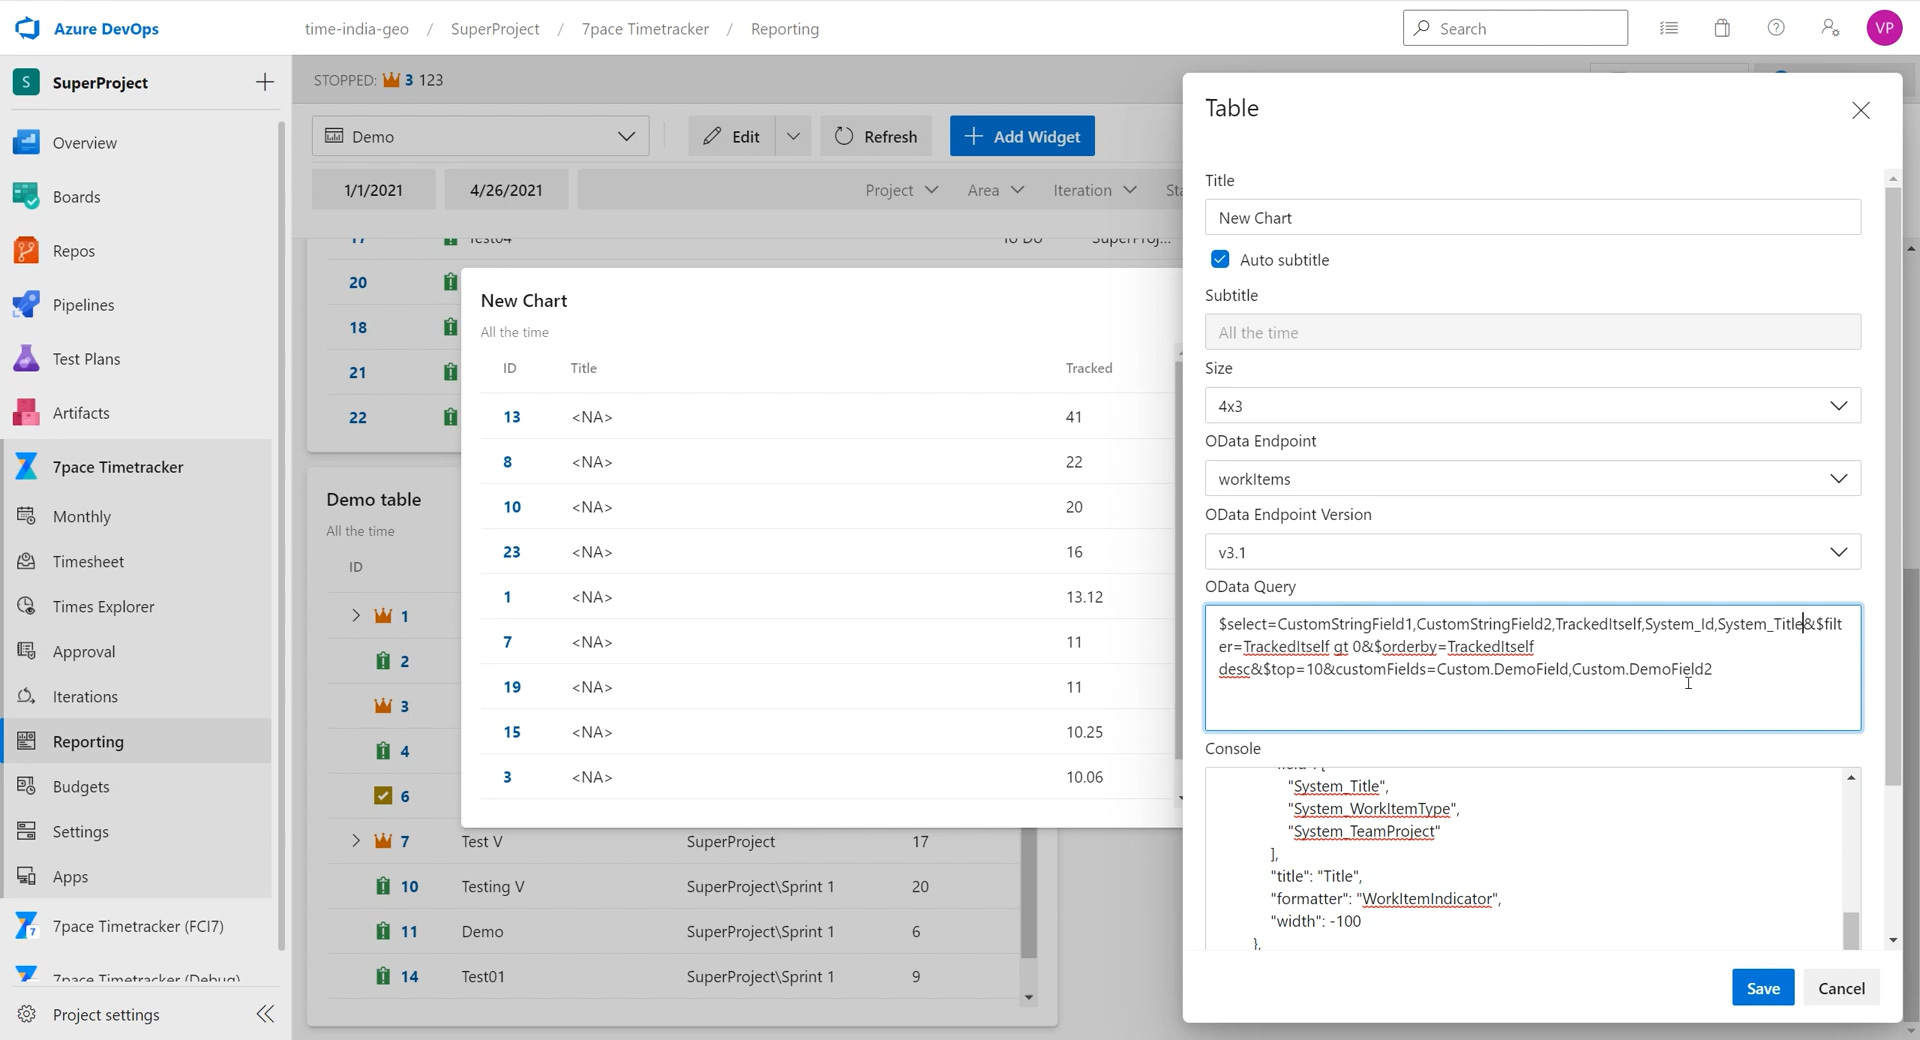 Azure DevOps
time-india-geo / SuperProject / 7pace Timetracker / Reporting
Search
VP
S SuperProject
Overview
Boards
Repos
Pipelines
Test Plans
Artifacts
7pace Timetracker
Monthly
Timesheet
Times Explorer
Approval
Iterations
Reporting
Budgets
Settings
Apps
7pace Timetracker (FCI7)
7pace Timetracker (Debug)
Project settings
STOPPED: 3 123
Demo
Edit
Refresh
Add Widget
1/1/2021 4/26/2021 Project Area Iteration Sta
17 Test04 To Do SuperProj...
20
18
21
22
Demo table
All the time
ID
1
2
3
4
6
7 Test V SuperProject 17
10 Testing V SuperProject\Sprint 1 20
11 Demo SuperProject\Sprint 1 6
14 Test01 SuperProject\Sprint 1 9
New Chart
All the time
ID Title Tracked
13 <NA> 41
8 <NA> 22
10 <NA> 20
23 <NA> 16
1 <NA> 13.12
7 <NA> 11
19 <NA> 11
15 <NA> 10.25
3 <NA> 10.06
Table
Title
New Chart
Auto subtitle
Subtitle
All the time
Size
4x3
OData Endpoint
workItems
OData Endpoint Version
v3.1
OData Query
$select=CustomStringField1,CustomStringField2,TrackedItself,System_Id,System_Title&$filt
er=TrackedItself gt 0&$orderby=TrackedItself
desc&$top=10&customFields=Custom.DemoField,Custom.DemoField2
Console
"System_Title",
"System_WorkItemType",
"System_TeamProject"
],
"title": "Title",
"formatter": "WorkItemIndicator",
"width": -100
},
Save
Cancel